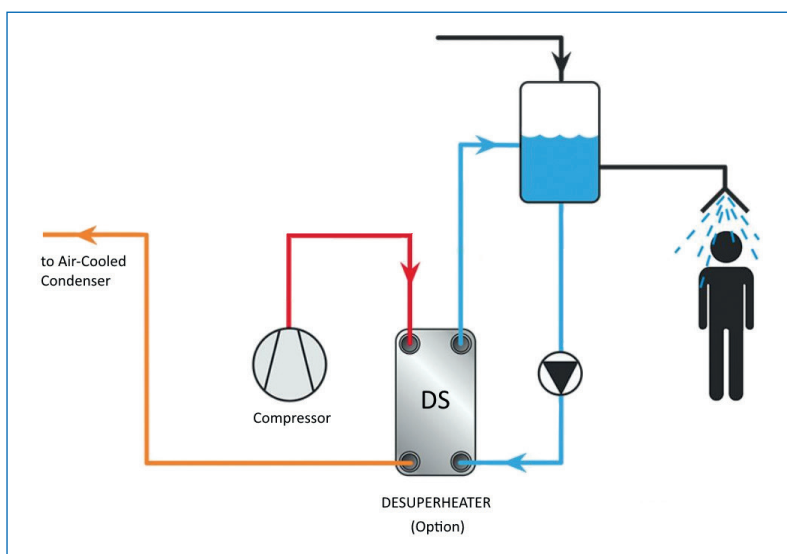 to Air-Cooled
Condenser
Compressor
DS
DESUPERHEATER
(Option)